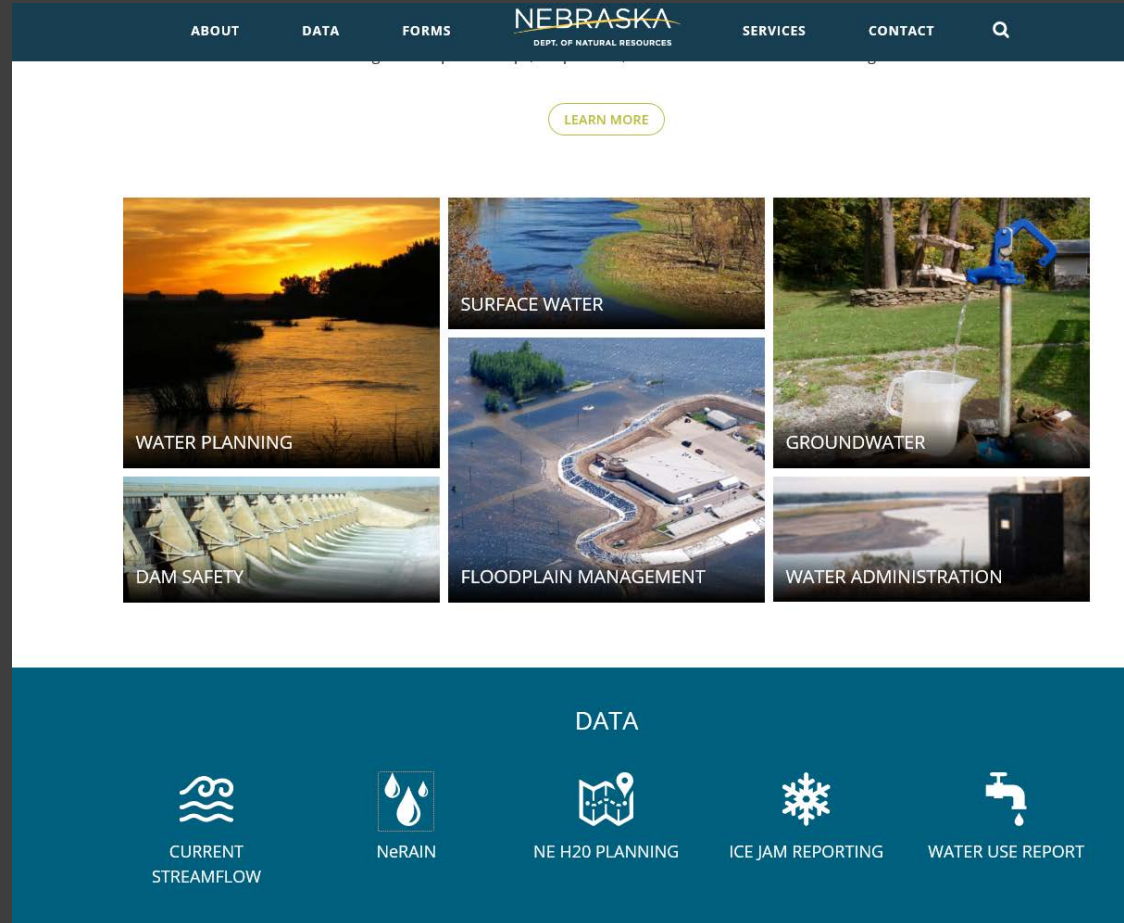 ABOUT DATA FORMS NEBRASKA SERVICES CONTACT
DEPT. OF NATURAL RESOURCES
LEARN MORE
WATER PLANNING
SURFACE WATER
GROUNDWATER
DAM SAFETY
FLOODPLAIN MANAGEMENT
WATER ADMINISTRATION
DATA
CURRENT
STREAMFLOW
NeRAIN
NE H20 PLANNING
ICE JAM REPORTING
WATER USE REPORT